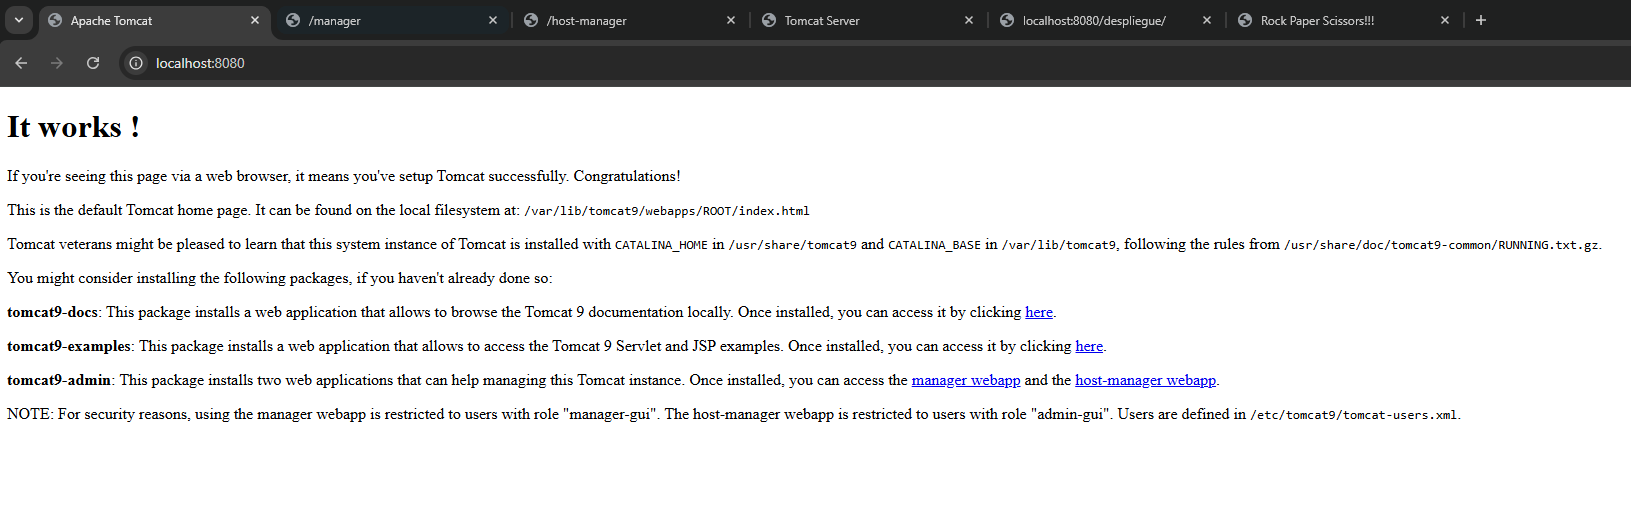 Apache Tomcat
/manager
/host-manager
Tomcat Server
localhost:8080/despliegue/
Rock Paper Scissors!!!
localhost:8080
It works !
If you're seeing this page via a web browser, it means you've setup Tomcat successfully. Congratulations!
This is the default Tomcat home page. It can be found on the local filesystem at: /var/lib/tomcat9/webapps/ROOT/index.html
Tomcat veterans might be pleased to learn that this system instance of Tomcat is installed with CATALINA_HOME in /usr/share/tomcat9 and CATALINA_BASE in /var/lib/tomcat9, following the rules from /usr/share/doc/tomcat9-common/RUNNING.txt.gz.
You might consider installing the following packages, if you haven't already done so:
tomcat9-docs: This package installs a web application that allows to browse the Tomcat 9 documentation locally. Once installed, you can access it by clicking here.
tomcat9-examples: This package installs a web application that allows to access the Tomcat 9 Servlet and JSP examples. Once installed, you can access it by clicking here.
tomcat9-admin: This package installs two web applications that can help managing this Tomcat instance. Once installed, you can access the manager webapp and the host-manager webapp.
NOTE: For security reasons, using the manager webapp is restricted to users with role "manager-gui". The host-manager webapp is restricted to users with role "admin-gui". Users are defined in /etc/tomcat9/tomcat-users.xml.